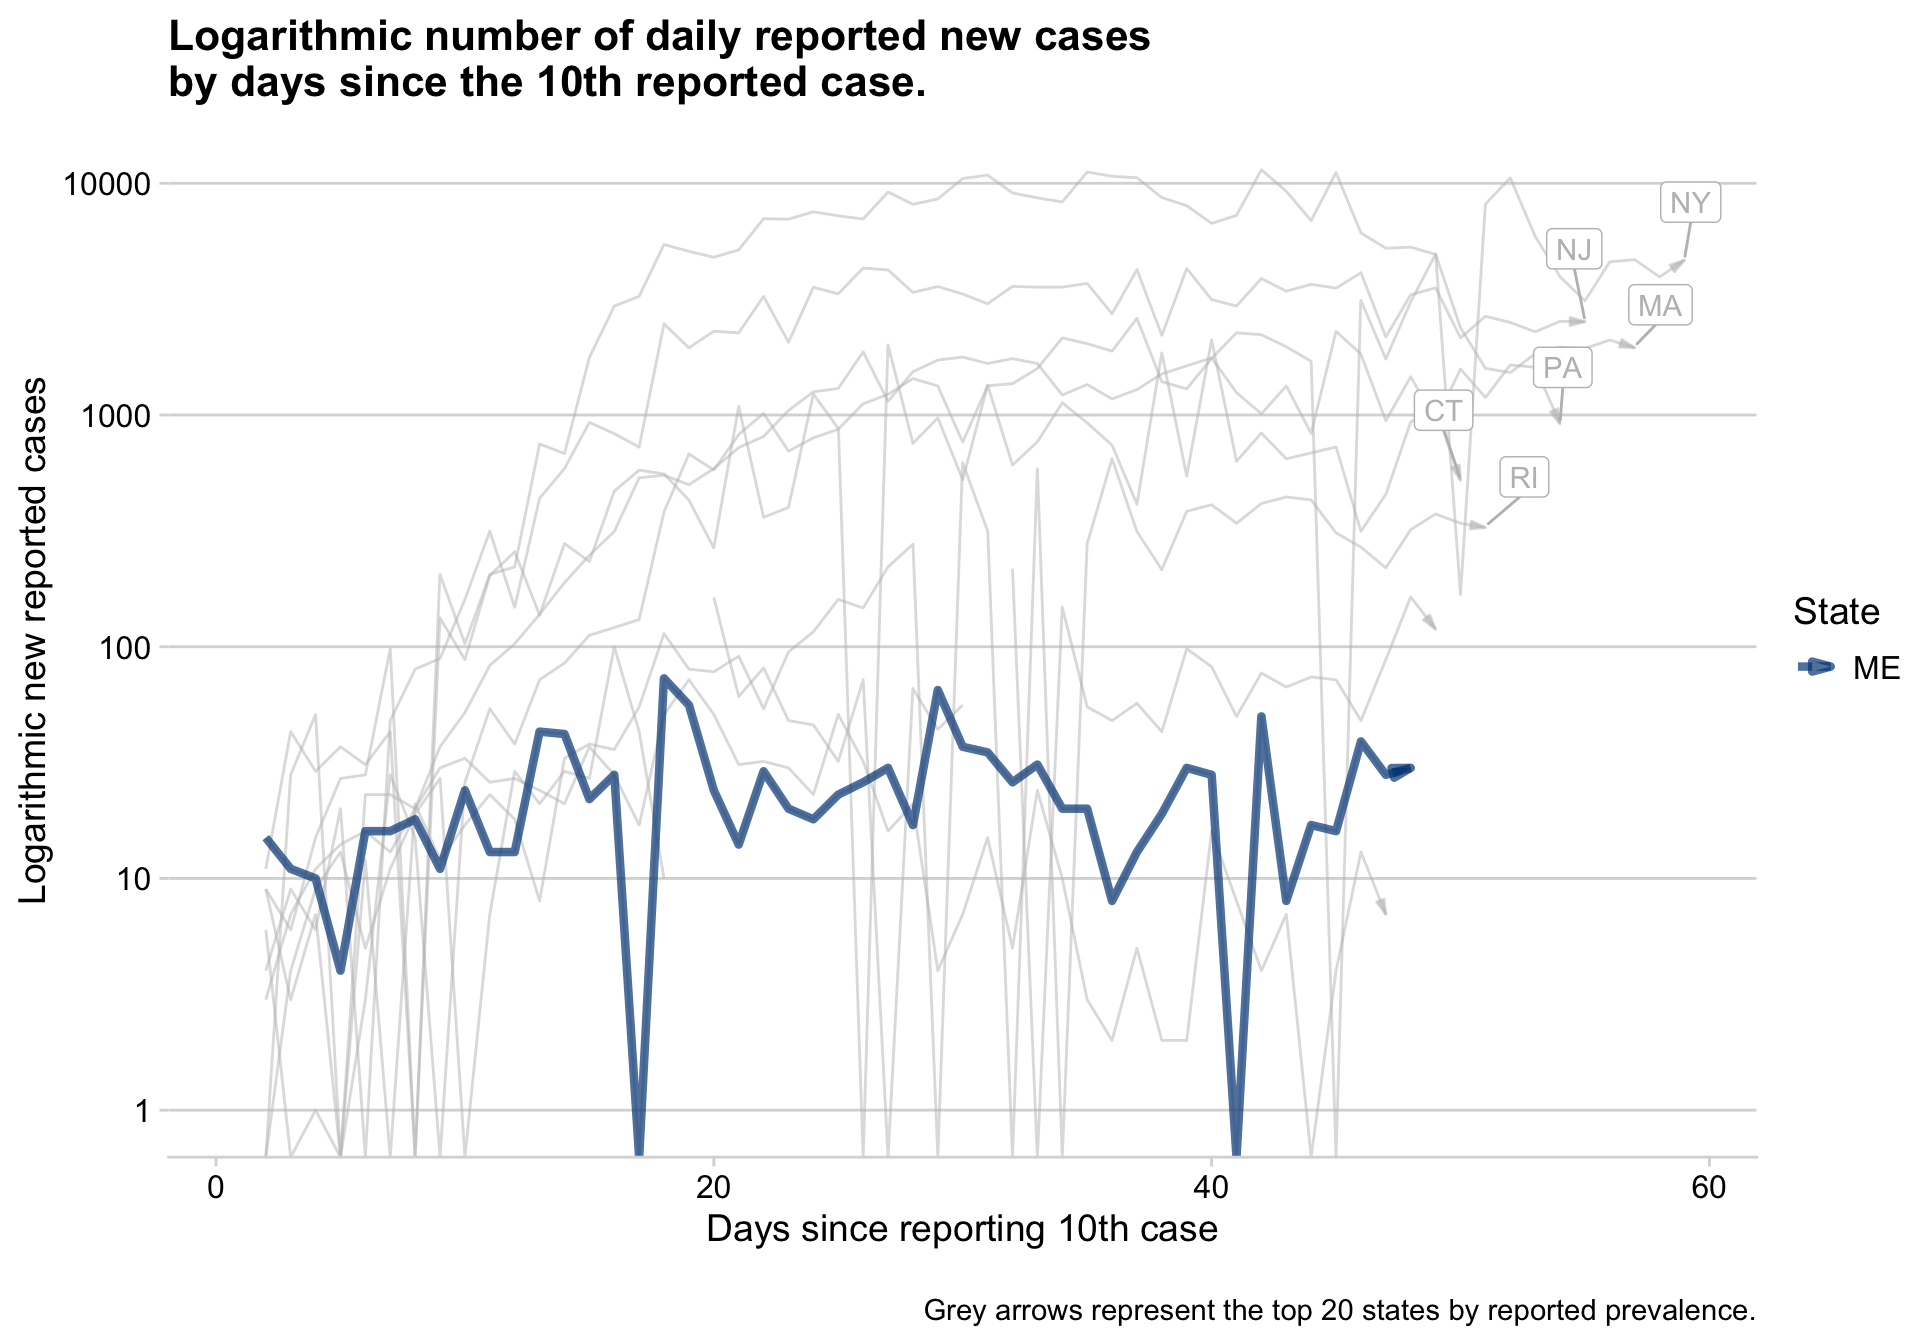 Logarithmic number of daily reported new cases
by days since the 10th reported case.
Logarithmic new reported cases
10000
1000
100
10
1
NY
NJ
MA
PA
CT
RI
State
ME
0
20
40
60
Days since reporting 10th case
Grey arrows represent the top 20 states by reported prevalence.